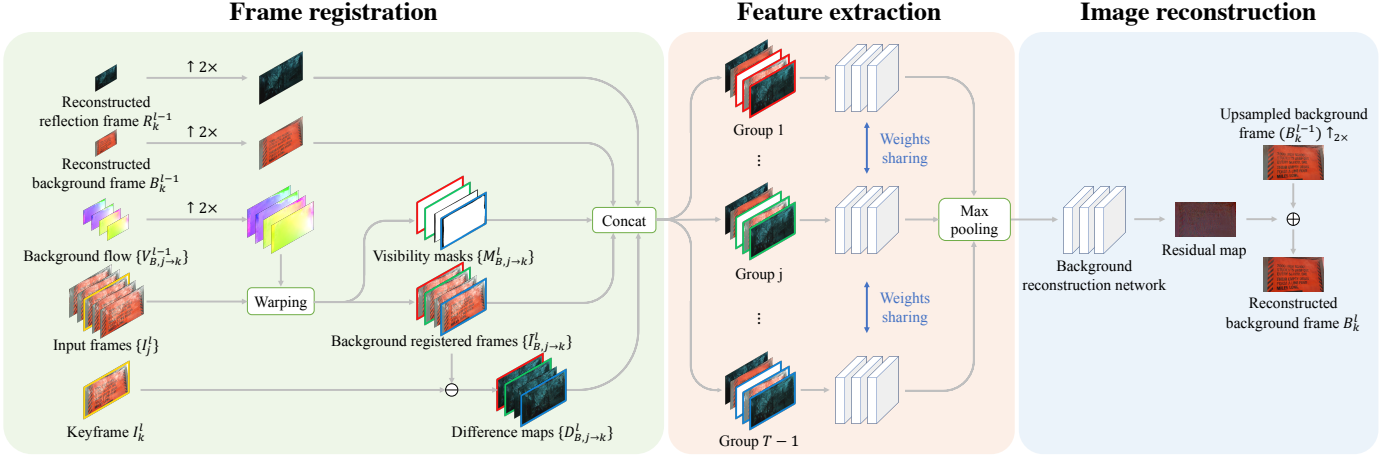 Frame registration
Feature extraction
Image reconstruction
↑ 2×
Reconstructed
reflection frame $R_k^{l-1}$
↑ 2×
Reconstructed
background frame $B_k^{l-1}$
↑ 2×
Background flow $\{V_{B,j→k}^{l-1}\}$
Visibility masks $\{M_{B,j→k}^{l}\}$
Warping
Input frames $\{I_j^l\}$
Background registered frames $\{\tilde{I}_{B,j→k}^{l}\}$
⊖
Keyframe $I_k^l$
Difference maps $\{D_{B,j→k}^{l}\}$
Concat
Group 1
Weights
sharing
⋮
Group j
Weights
sharing
⋮
Group $T-1$
Max
pooling
Background
reconstruction network
Residual map
Upsampled background
frame $(B_k^{l-1})↑_{2×}$
⊕
Reconstructed
background frame $B_k^l$